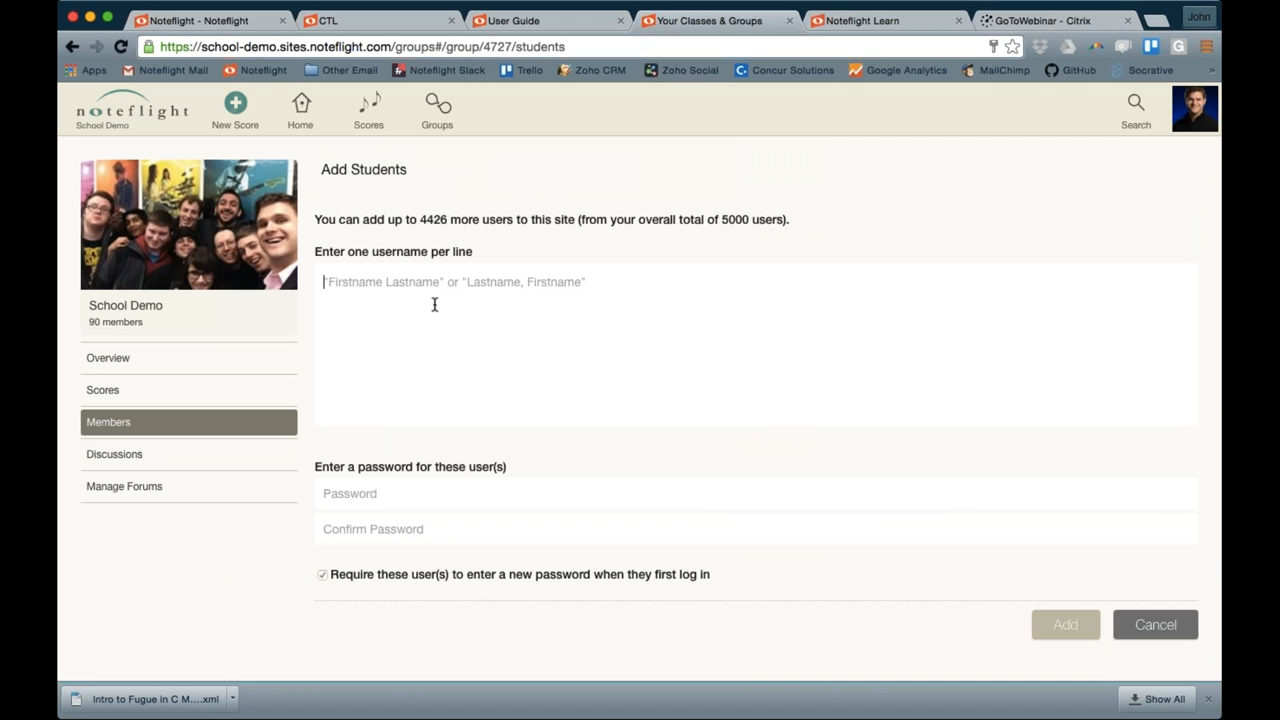 Noteflight - Noteflight
CTL
User Guide
Your Classes & Groups
Noteflight Learn
GoToWebinar - Citrix
John
https://school-demo.sites.noteflight.com/groups#/group/4727/students
Apps
Noteflight Mail
Noteflight
Other Email
Noteflight Slack
Trello
Zoho CRM
Zoho Social
Concur Solutions
Google Analytics
MailChimp
GitHub
Socrative
»
noteflight
School Demo
New Score
Home
Scores
Groups
Search
School Demo
90 members
Overview
Scores
Members
Discussions
Manage Forums
Add Students
You can add up to 4426 more users to this site (from your overall total of 5000 users).
Enter one username per line
"Firstname Lastname" or "Lastname, Firstname"
Enter a password for these user(s)
Password
Confirm Password
Require these user(s) to enter a new password when they first log in
Add
Cancel
Intro to Fugue in C M....xml
Show All